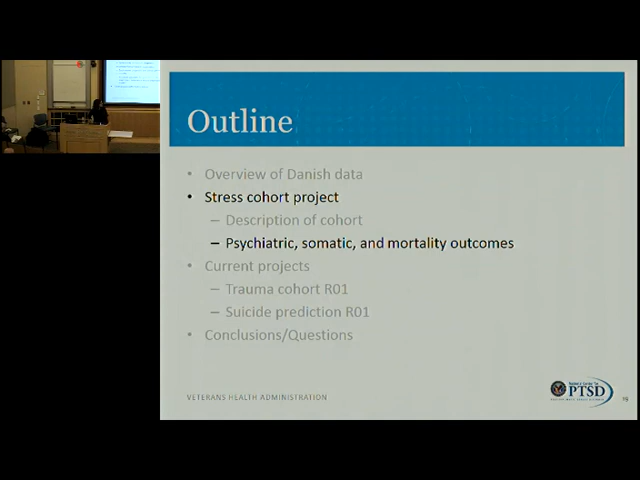 Outline
• Overview of Danish data
• Stress cohort project
– Description of cohort
– Psychiatric, somatic, and mortality outcomes
• Current projects
– Trauma cohort R01
– Suicide prediction R01
• Conclusions/Questions
VETERANS HEALTH ADMINISTRATION
PTSD